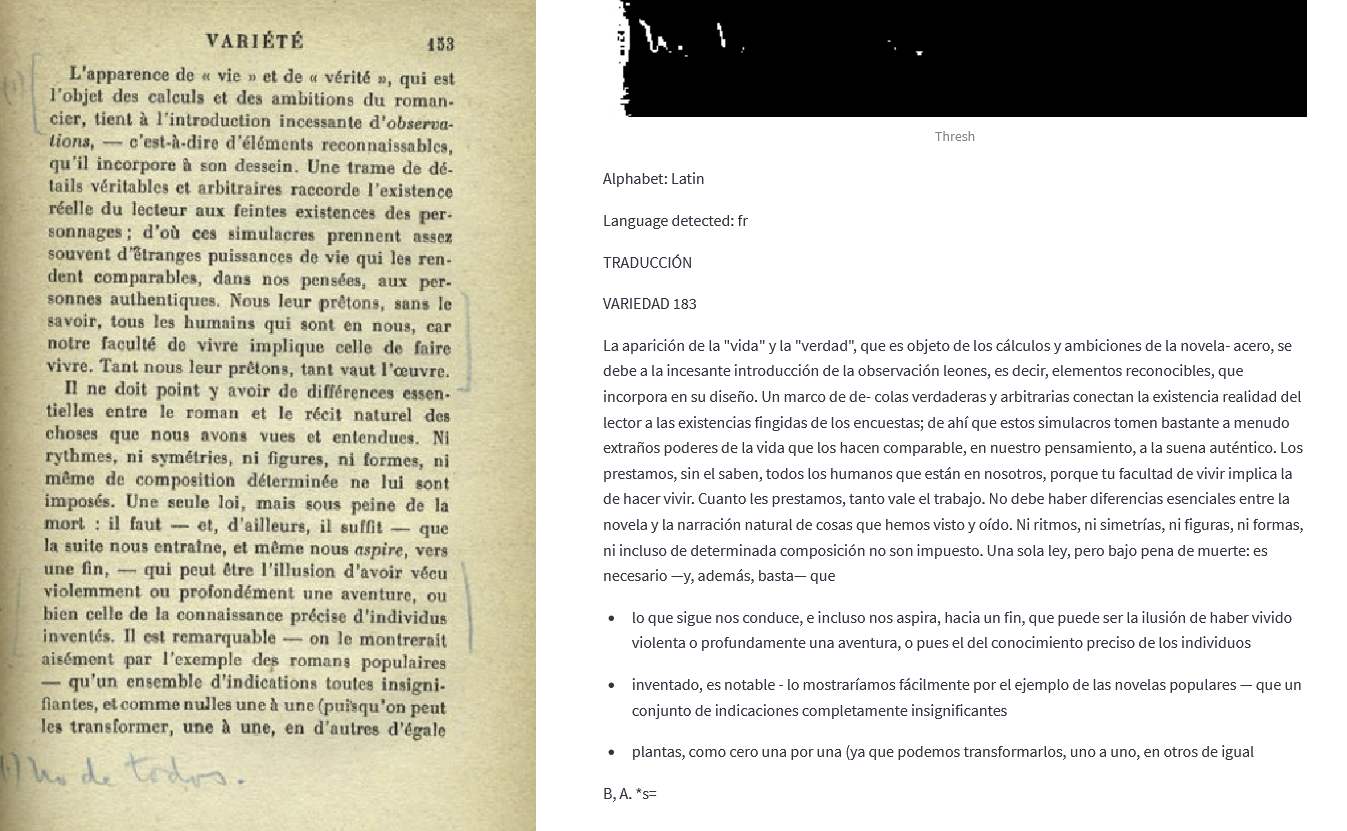 VARIÉTÉ 153
L'apparence de « vie » et de « vérité », qui est
l'objet des calculs et des ambitions du roman-
cier, tient à l'introduction incessante d'observa-
tions, — c'est-à-dire d'éléments reconnaissables,
qu'il incorpore à son dessein. Une trame de dé-
tails véritables et arbitraires raccorde l'existence
réelle du lecteur aux feintes existences des per-
sonnages ; d'où ces simulacres prennent assez
souvent d'étranges puissances de vie qui les ren-
dent comparables, dans nos pensées, aux per-
sonnes authentiques. Nous leur prêtons, sans le
savoir, tous les humains qui sont en nous, car
notre faculté de vivre implique celle de faire
vivre. Tant nous leur prêtons, tant vaut l'œuvre.
Il ne doit point y avoir de différences essen-
tielles entre le roman et le récit naturel des
choses que nous avons vues et entendues. Ni
rythmes, ni symétries, ni figures, ni formes, ni
même de composition déterminée ne lui sont
imposés. Une seule loi, mais sous peine de la
mort : il faut — et, d'ailleurs, il suffit — que
la suite nous entraîne, et même nous aspire, vers
une fin, — qui peut être l'illusion d'avoir vécu
violemment ou profondément une aventure, ou
bien celle de la connaissance précise d'individus
inventés. Il est remarquable — on le montrerait
aisément par l'exemple des romans populaires
— qu'un ensemble d'indications toutes insigni-
fiantes, et comme nulles une à une (puisqu'on peut
les transformer, une à une, en d'autres d'égale
no de todos.
Thresh
Alphabet: Latin
Language detected: fr
TRADUCCIÓN
VARIEDAD 183
La aparición de la "vida" y la "verdad", que es objeto de los cálculos y ambiciones de la novela- acero, se
debe a la incesante introducción de la observación leones, es decir, elementos reconocibles, que
incorpora en su diseño. Un marco de de- colas verdaderas y arbitrarias conectan la existencia realidad del
lector a las existencias fingidas de los encuestas; de ahí que estos simulacros tomen bastante a menudo
extraños poderes de la vida que los hacen comparable, en nuestro pensamiento, a la suena auténtico. Los
prestamos, sin el saben, todos los humanos que están en nosotros, porque tu facultad de vivir implica la
de hacer vivir. Cuanto les prestamos, tanto vale el trabajo. No debe haber diferencias esenciales entre la
novela y la narración natural de cosas que hemos visto y oído. Ni ritmos, ni simetrías, ni figuras, ni formas,
ni incluso de determinada composición no son impuesto. Una sola ley, pero bajo pena de muerte: es
necesario —y, además, basta— que
• lo que sigue nos conduce, e incluso nos aspira, hacia un fin, que puede ser la ilusión de haber vivido
violenta o profundamente una aventura, o pues el del conocimiento preciso de los individuos
• inventado, es notable - lo mostraríamos fácilmente por el ejemplo de las novelas populares — que un
conjunto de indicaciones completamente insignificantes
• plantas, como cero una por una (ya que podemos transformarlos, uno a uno, en otros de igual
B, A. *s=